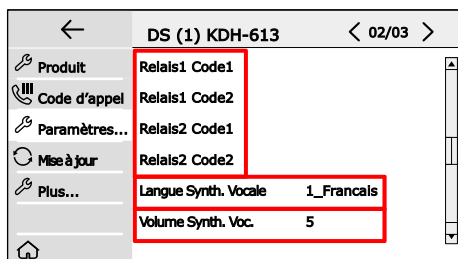 DS (1) KDH-613
02/03
Produit
Code d'appel
Paramètres...
Mise à jour
Plus...
Relais1 Code1
Relais1 Code2
Relais2 Code1
Relais2 Code2
Langue Synth. Vocale 1_Francais
Volume Synth. Voc. 5